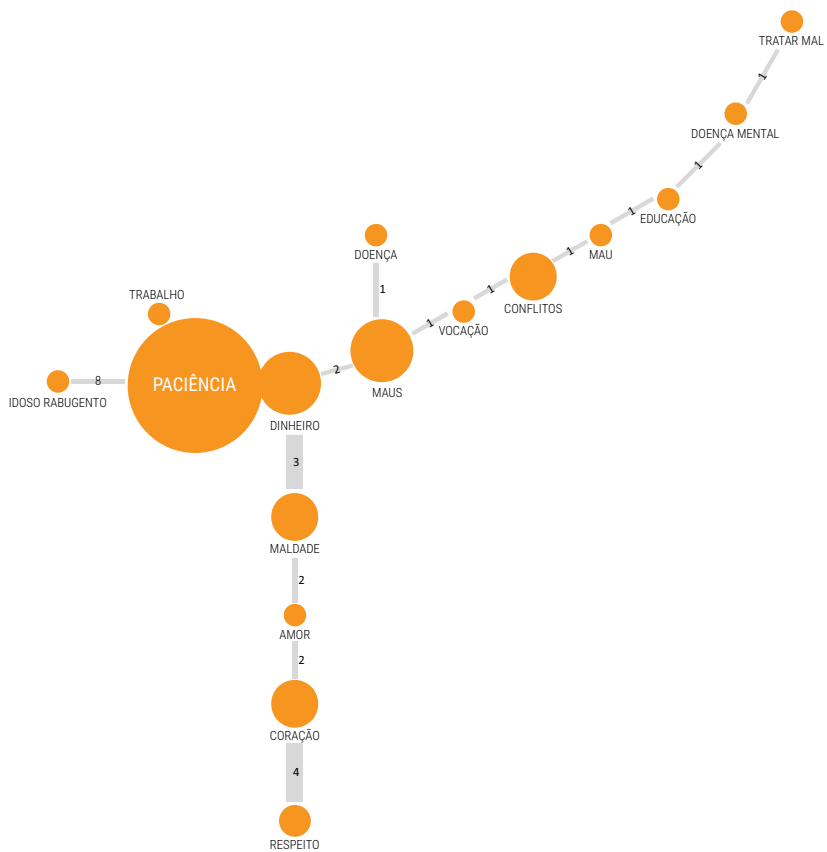 TRATAR MAL
1
DOENÇA MENTAL
1
EDUCAÇÃO
1
MAU
1
CONFLITOS
1
VOCAÇÃO
1
DOENÇA
1
MAUS
2
TRABALHO
PACIÊNCIA
8
IDOSO RABUGENTO
DINHEIRO
3
MALDADE
2
AMOR
2
CORAÇÃO
4
RESPEITO